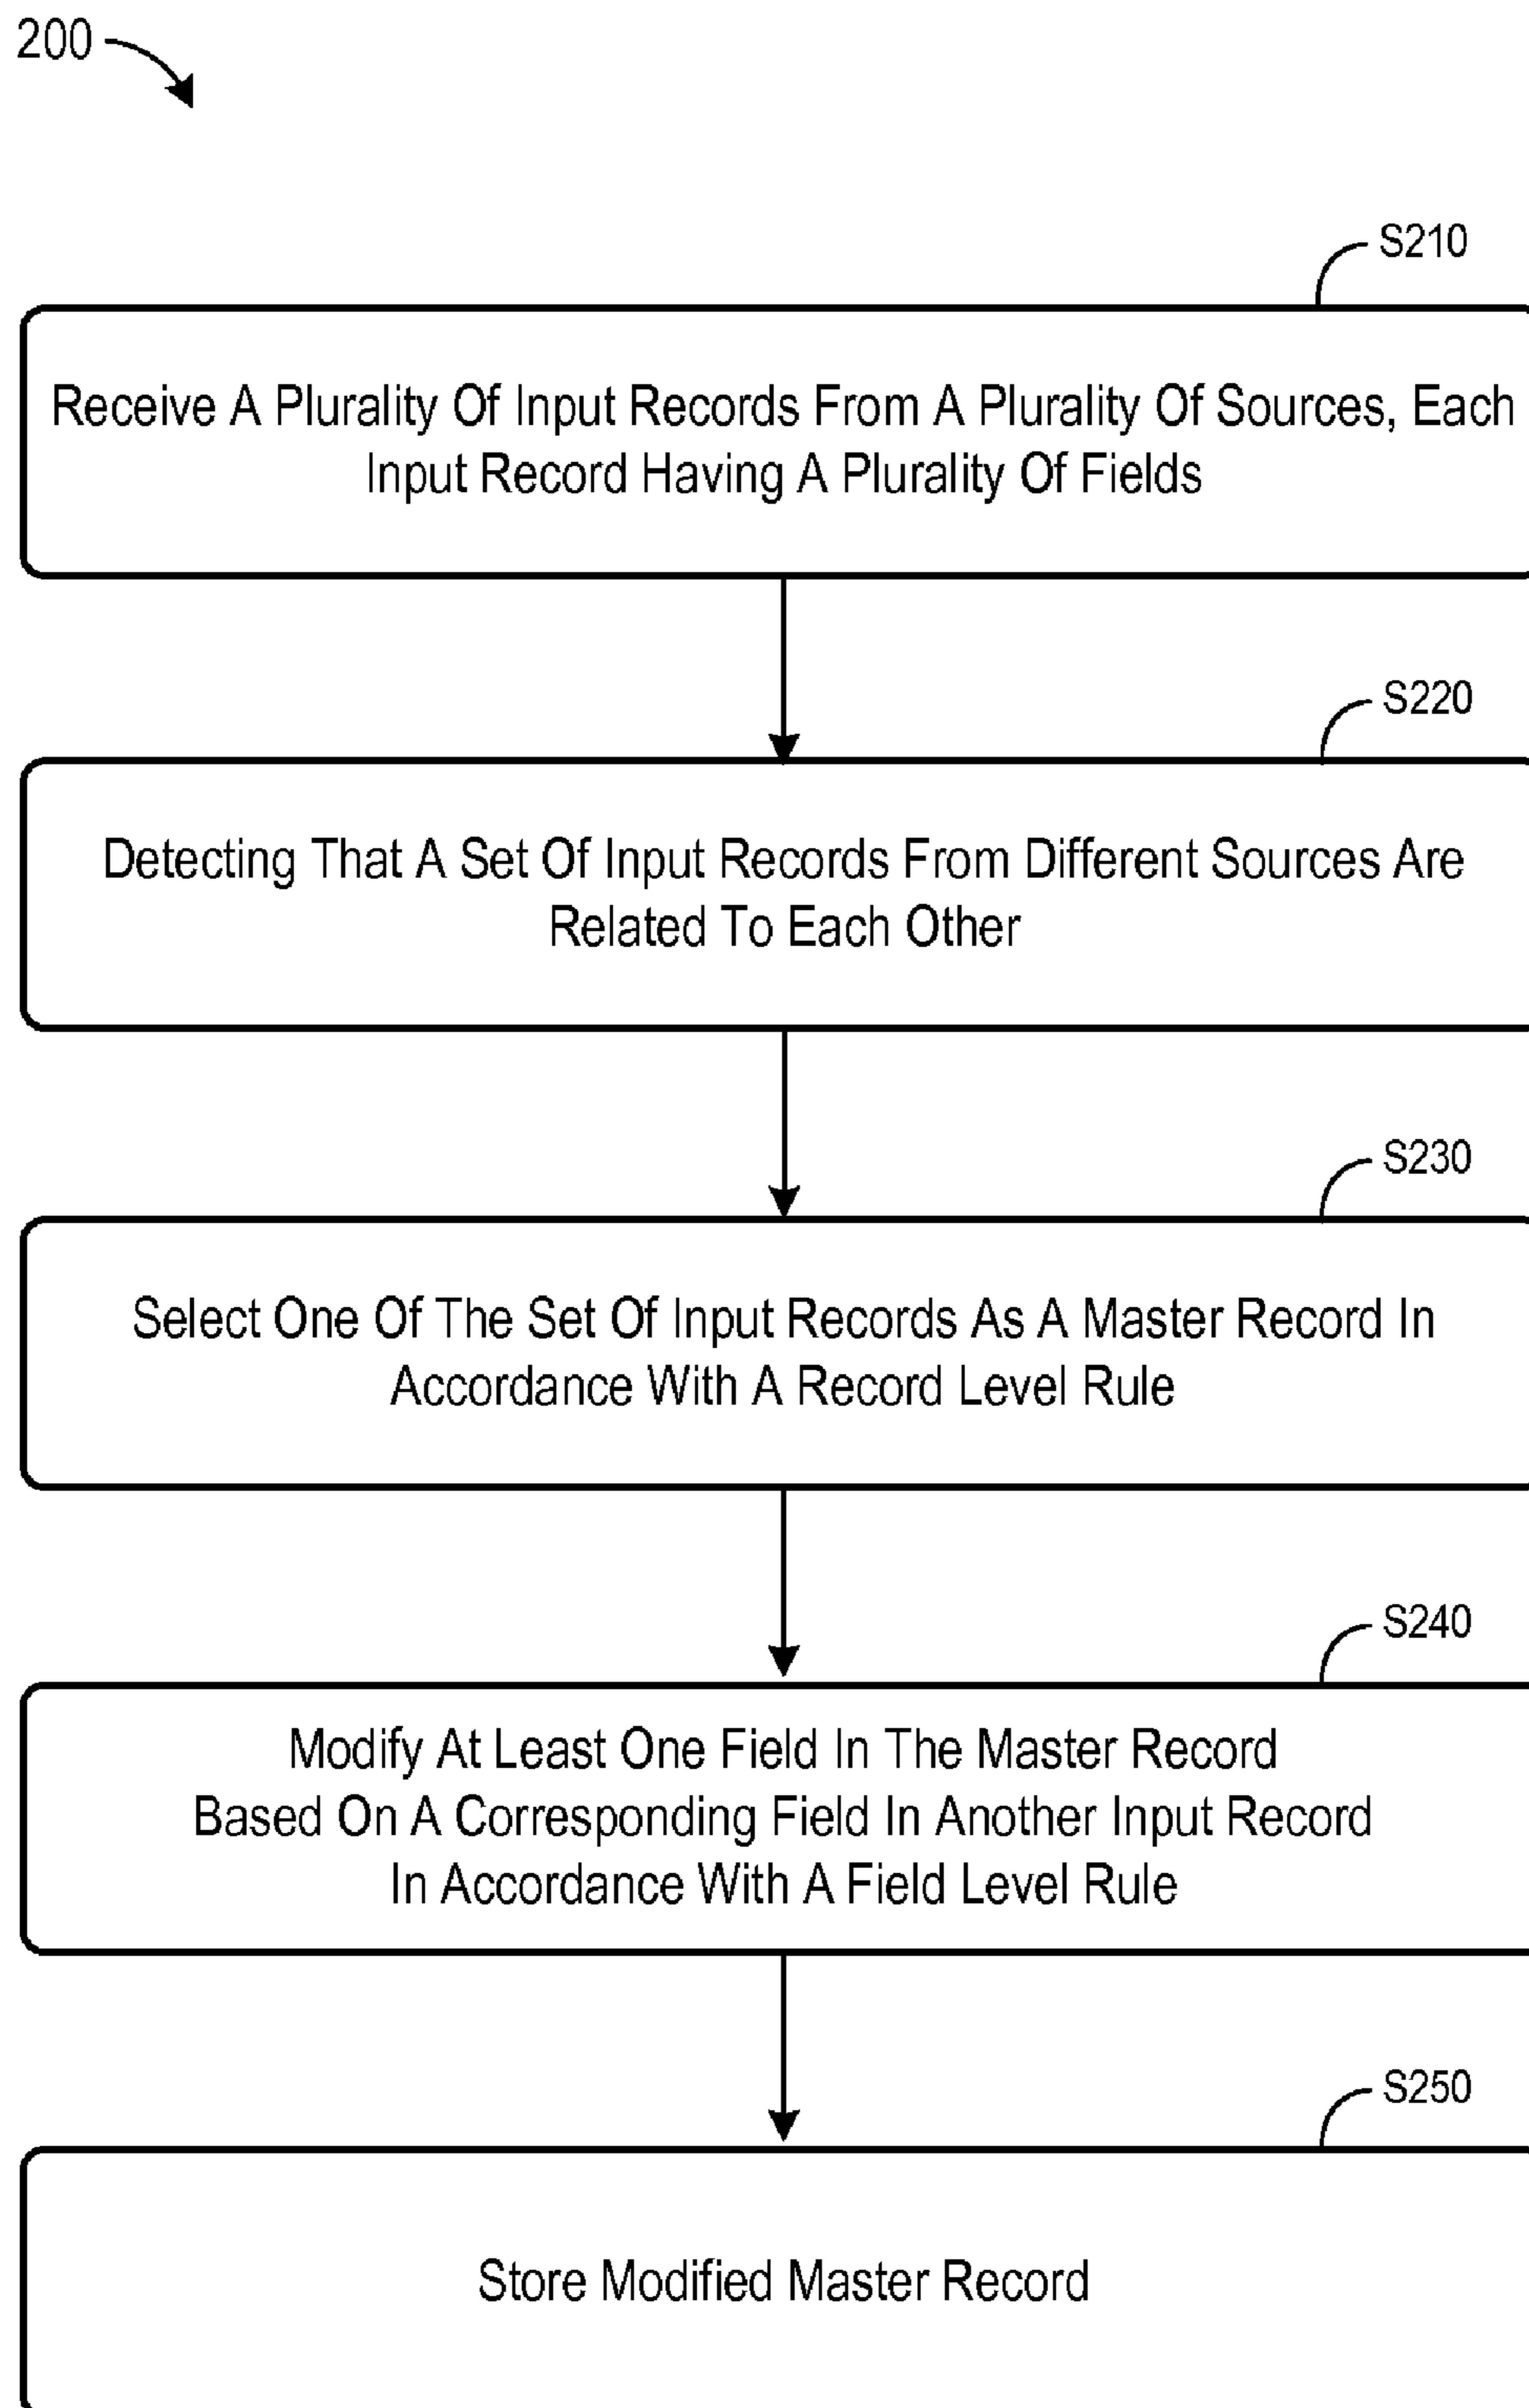 200
S210
Receive A Plurality Of Input Records From A Plurality Of Sources, Each
Input Record Having A Plurality Of Fields
S220
Detecting That A Set Of Input Records From Different Sources Are
Related To Each Other
S230
Select One Of The Set Of Input Records As A Master Record In
Accordance With A Record Level Rule
S240
Modify At Least One Field In The Master Record
Based On A Corresponding Field In Another Input Record
In Accordance With A Field Level Rule
S250
Store Modified Master Record